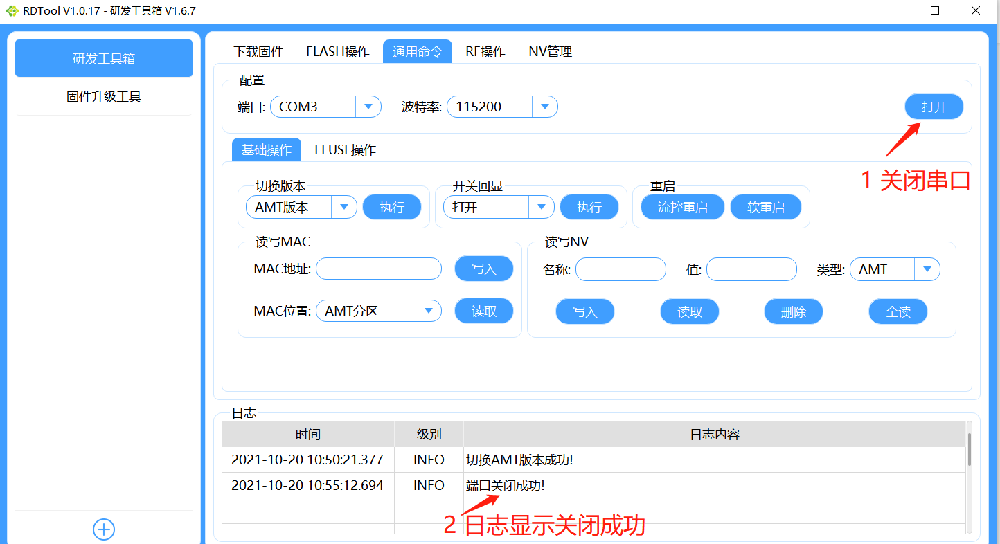 RDTool V1.0.17 - 研发工具箱 V1.6.7
研发工具箱
固件升级工具
下载固件 FLASH操作 通用命令 RF操作 NV管理
配置
端口: COM3 波特率: 115200 打开
1 关闭串口
基础操作 EFUSE操作
切换版本 开关回显 重启
AMT版本 执行 打开 执行 流控重启 软重启
读写MAC 读写NV
MAC地址: 写入 名称: 值: 类型: AMT
MAC位置: AMT分区 读取 写入 读取 删除 全读
日志
时间 级别 日志内容
2021-10-20 10:50:21.377 INFO 切换AMT版本成功!
2021-10-20 10:55:12.694 INFO 端口关闭成功!
2 日志显示关闭成功